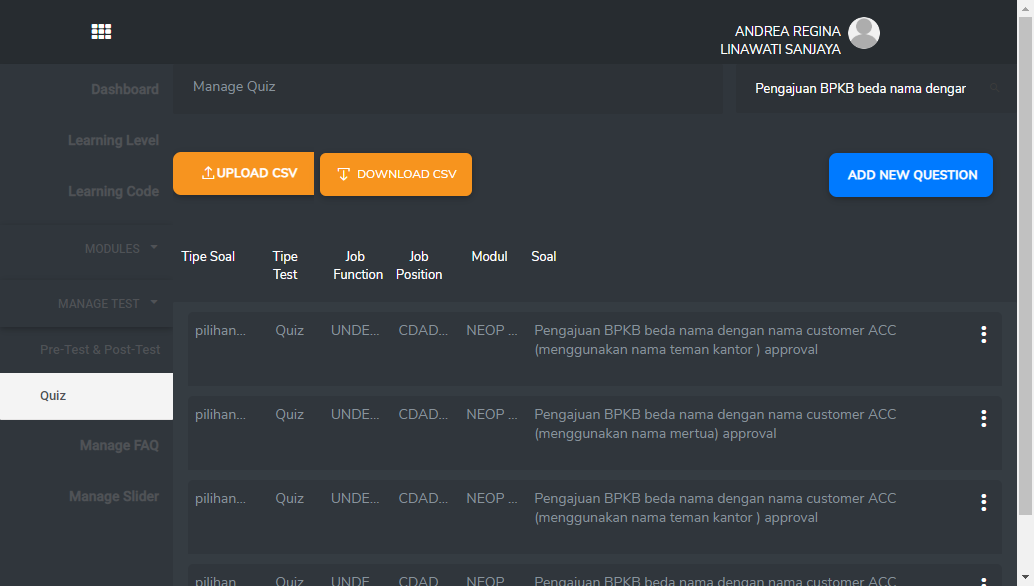 ANDREA REGINA
LINAWATI SANJAYA
Dashboard
Learning Level
Learning Code
MODULES
MANAGE TEST
Pre-Test & Post-Test
Quiz
Manage FAQ
Manage Slider
Manage Quiz
Pengajuan BPKB beda nama dengar
UPLOAD CSV
DOWNLOAD CSV
ADD NEW QUESTION
Tipe Soal
Tipe
Test
Job
Function
Job
Position
Modul
Soal
pilihan...
Quiz
UNDE...
CDAD...
NEOP ...
Pengajuan BPKB beda nama dengan nama customer ACC
(menggunakan nama teman kantor ) approval
pilihan...
Quiz
UNDE...
CDAD...
NEOP ...
Pengajuan BPKB beda nama dengan nama customer ACC
(menggunakan nama mertua) approval
pilihan...
Quiz
UNDE...
CDAD...
NEOP ...
Pengajuan BPKB beda nama dengan nama customer ACC
(menggunakan nama teman kantor ) approval
pilihan...
Quiz
UNDE...
CDAD...
NEOP ...
Pengajuan BPKB beda nama dengan nama customer ACC